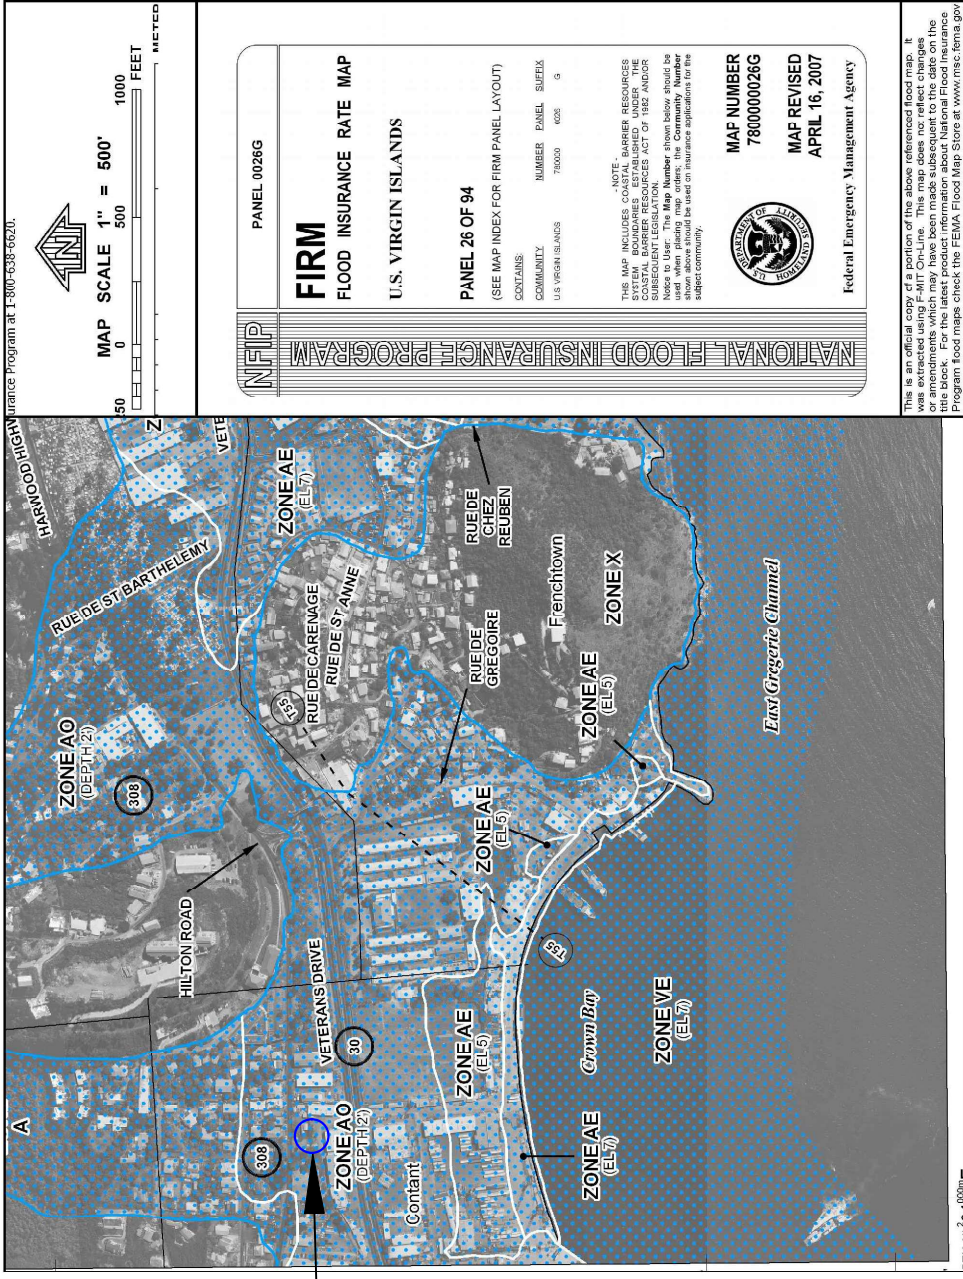 urance Program at 1-800-638-6620.
MAP SCALE 1" = 500'
250 0 500 1000
FEET
METER
NFIP
NATIONAL FLOOD INSURANCE PROGRAM
PANEL 0026G
FIRM
FLOOD INSURANCE RATE MAP
U.S. VIRGIN ISLANDS
PANEL 26 OF 94
(SEE MAP INDEX FOR FIRM PANEL LAYOUT)
CONTAINS:
COMMUNITY NUMBER PANEL SUFFIX
U.S VIRGIN ISLANDS 780000 0026 G
- NOTE -
THIS MAP INCLUDES COASTAL BARRIER RESOURCES
SYSTEM BOUNDARIES ESTABLISHED UNDER THE
COASTAL BARRIER RESOURCES ACT OF 1982 AND/OR
SUBSEQUENT LEGISLATION.
Notice to User: The Map Number shown below should be
used when placing map orders; the Community Number
shown above should be used on insurance applications for the
subject community.
U.S. DEPARTMENT OF HOMELAND SECURITY
MAP NUMBER
7800000026G
MAP REVISED
APRIL 16, 2007
Federal Emergency Management Agency
This is an official copy of a portion of the above referenced flood map. It
was extracted using F-MIT On-Line. This map does not reflect changes
or amendments which may have been made subsequent to the date on the
title block. For the latest product information about National Flood Insurance
Program flood maps check the FEMA Flood Map Store at www.msc.fema.gov
HARWOOD HIGHW
Z
VETE
RUE DE ST BARTHELEMY
ZONE AE
(EL 7)
ZONE AO
(DEPTH 2')
308
HILTON ROAD
T55
RUE DE CARENAGE
RUE DE ST ANNE
RUE DE
CHEZ
REUBEN
RUE DE
GREGOIRE
Frenchtown
ZONE X
ZONE AE
(EL 5)
ZONE AE
(EL 5)
East Gregerie Channel
A
308
VETERANS DRIVE
30
ZONE AO
(DEPTH 2')
Contant
ZONE AE
(EL 5)
T55
Crown Bay
ZONE VE
(EL 7)
ZONE AE
(EL 7)